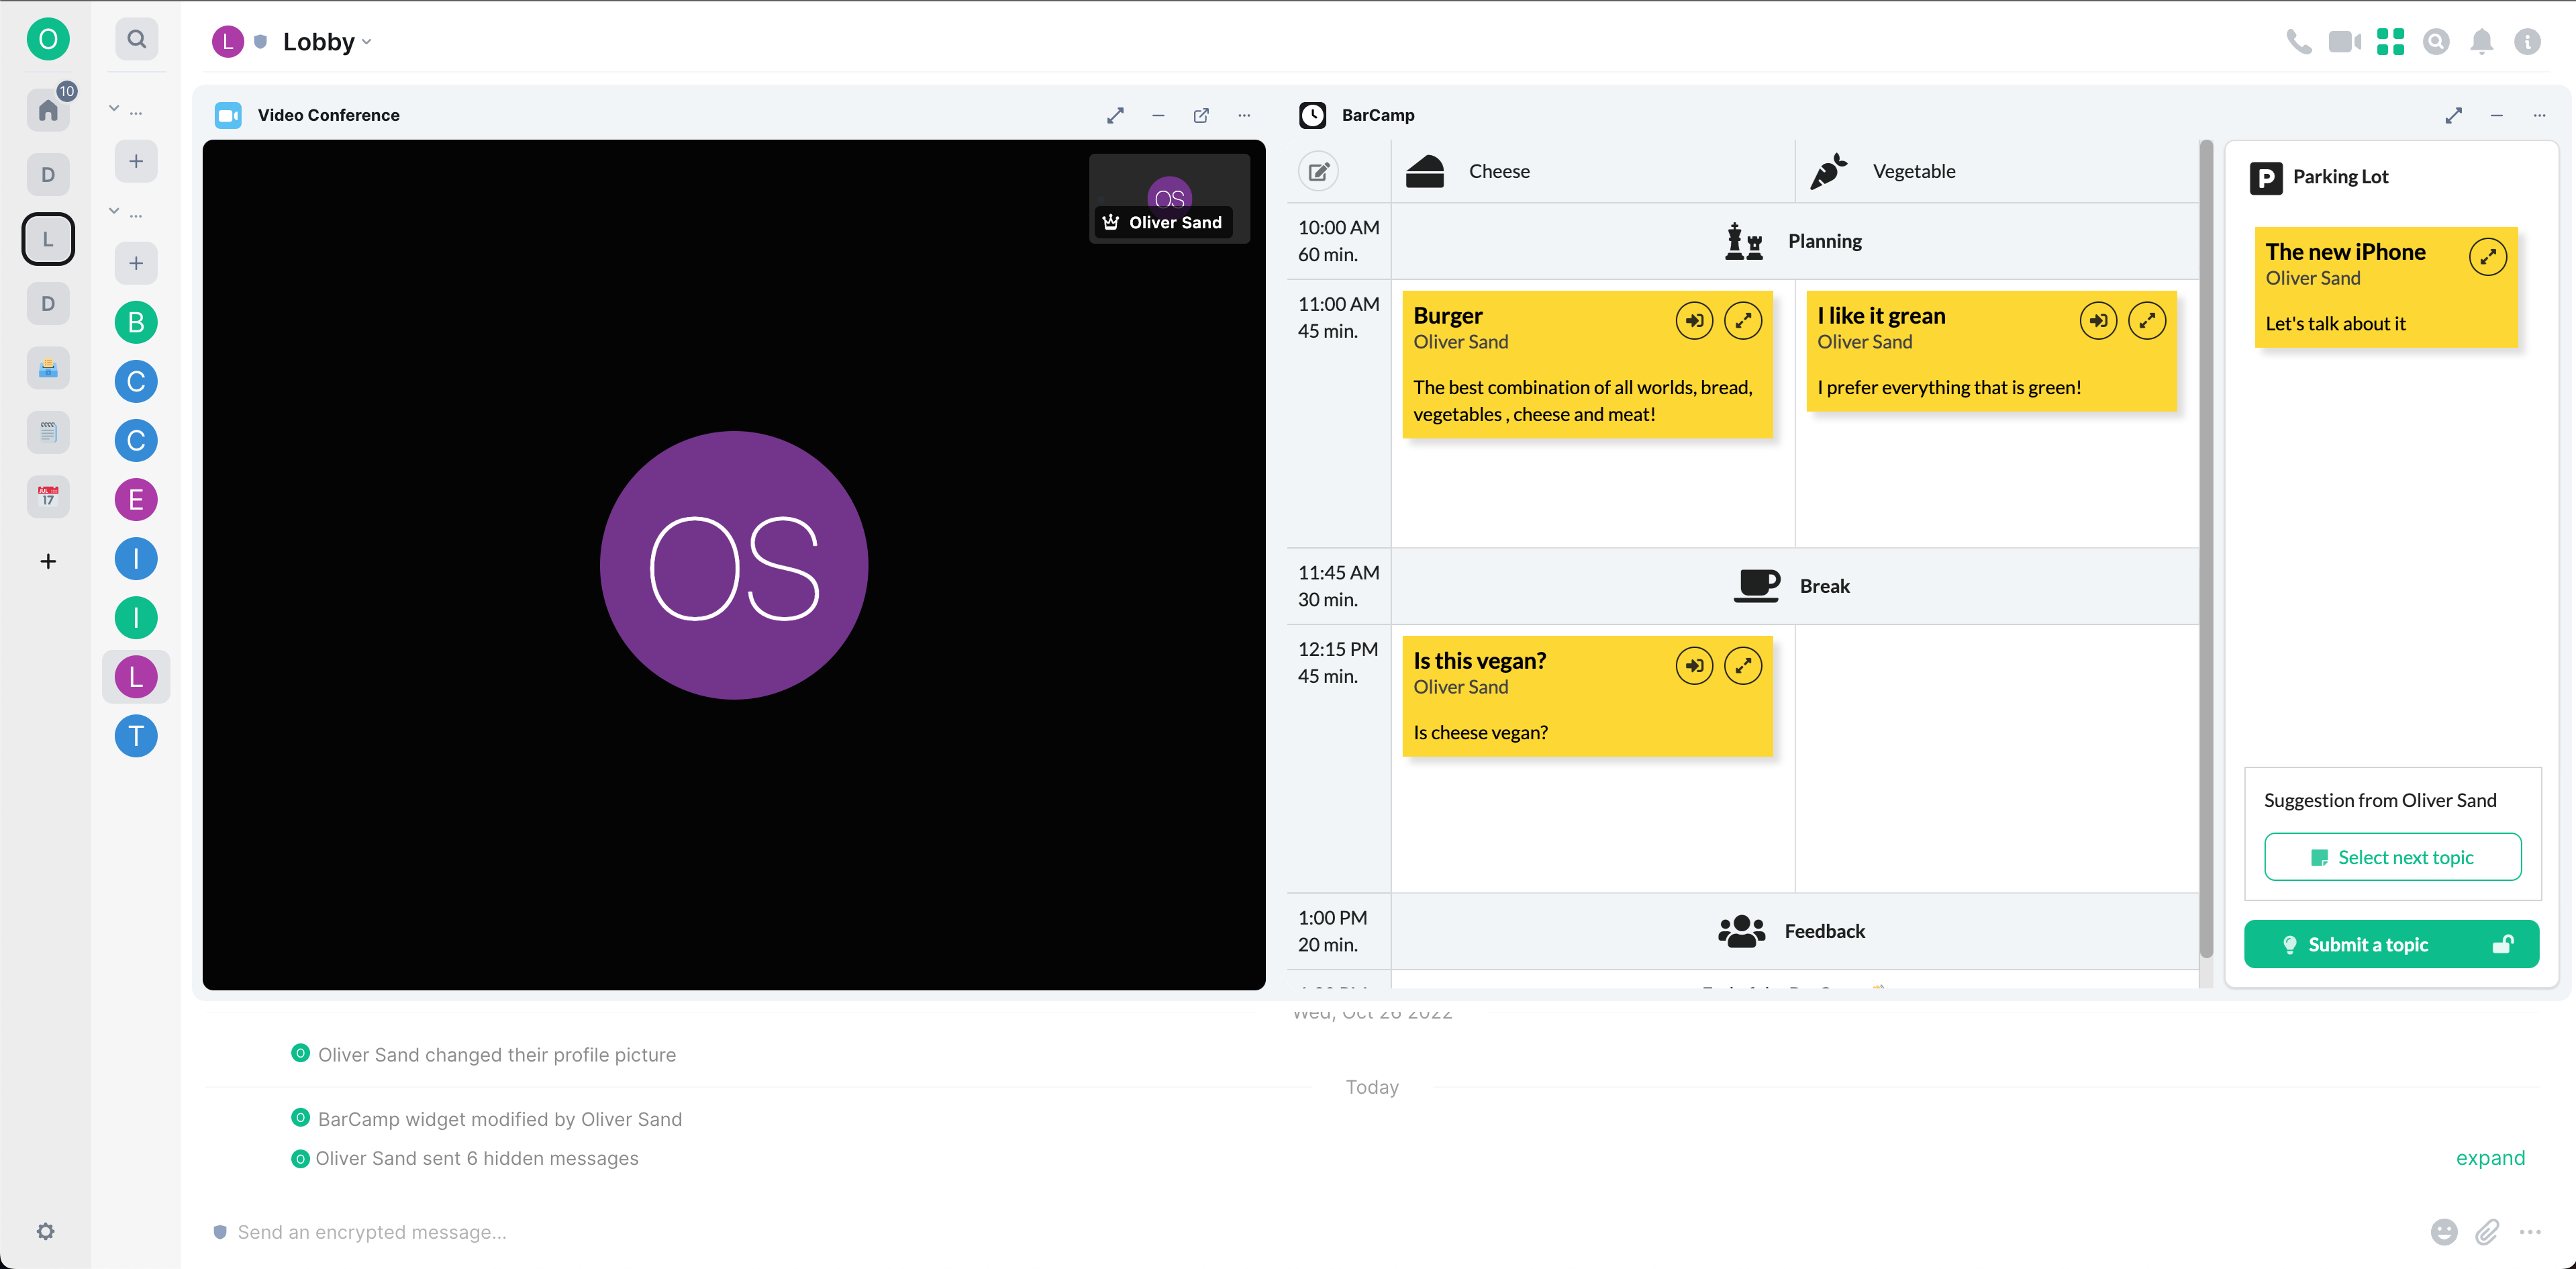 O
Lobby
L
10
...
D
L
...
D
B
C
C
E
17
I
I
L
T
Video Conference
...
OS
Oliver Sand
OS
BarCamp
...
Cheese
Vegetable
10:00 AM
60 min.
Planning
11:00 AM
45 min.
Burger
Oliver Sand
The best combination of all worlds, bread,
vegetables , cheese and meat!
I like it grean
Oliver Sand
I prefer everything that is green!
11:45 AM
30 min.
Break
12:15 PM
45 min.
Is this vegan?
Oliver Sand
Is cheese vegan?
1:00 PM
20 min.
Feedback
P
Parking Lot
The new iPhone
Oliver Sand
Let's talk about it
Suggestion from Oliver Sand
Select next topic
Submit a topic
Wed, Oct 26 2022
O Oliver Sand changed their profile picture
Today
O BarCamp widget modified by Oliver Sand
O Oliver Sand sent 6 hidden messages
expand
Send an encrypted message...